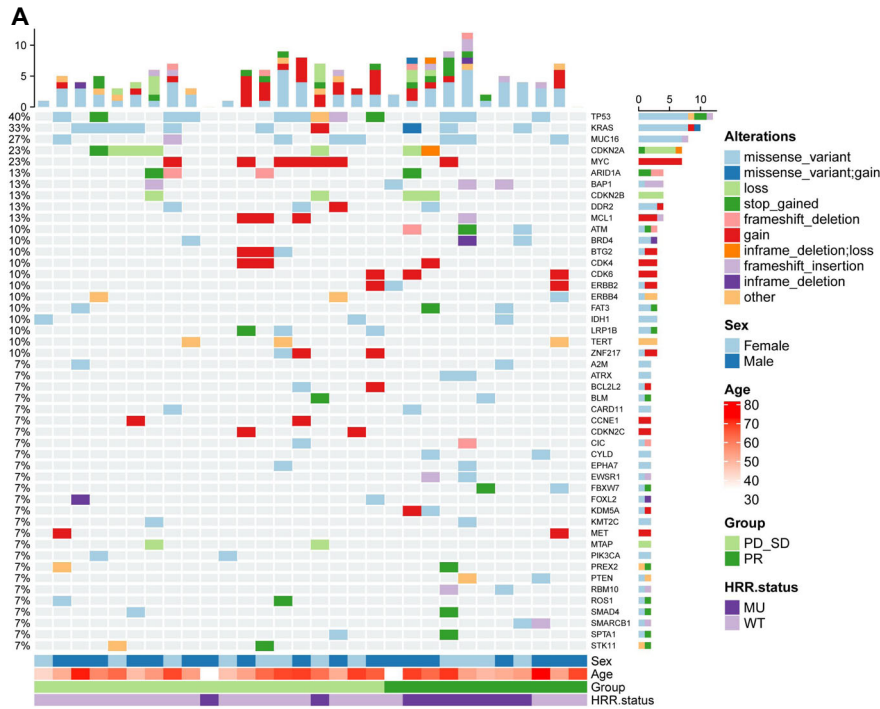 A
10
5
0
0 5 10
40% TP53
33% KRAS
27% MUC16
23% CDKN2A
23% MYC
13% ARID1A
13% BAP1
13% CDKN2B
13% DDR2
13% MCL1
10% ATM
10% BRD4
10% BTG2
10% CDK4
10% CDK6
10% ERBB2
10% ERBB4
10% FAT3
10% IDH1
10% LRP1B
10% TERT
10% ZNF217
7% A2M
7% ATRX
7% BCL2L2
7% BLM
7% CARD11
7% CCNE1
7% CDKN2C
7% CIC
7% CYLD
7% EPHA7
7% EWSR1
7% FBXW7
7% FOXL2
7% KDM5A
7% KMT2C
7% MET
7% MTAP
7% PIK3CA
7% PREX2
7% PTEN
7% RBM10
7% ROS1
7% SMAD4
7% SMARCB1
7% SPTA1
7% STK11
Sex
Age
Group
HRR.status
Alterations
missense_variant
missense_variant;gain
loss
stop_gained
frameshift_deletion
gain
inframe_deletion;loss
frameshift_insertion
inframe_deletion
other
Sex
Female
Male
Age
80
70
60
50
40
30
Group
PD_SD
PR
HRR.status
MU
WT